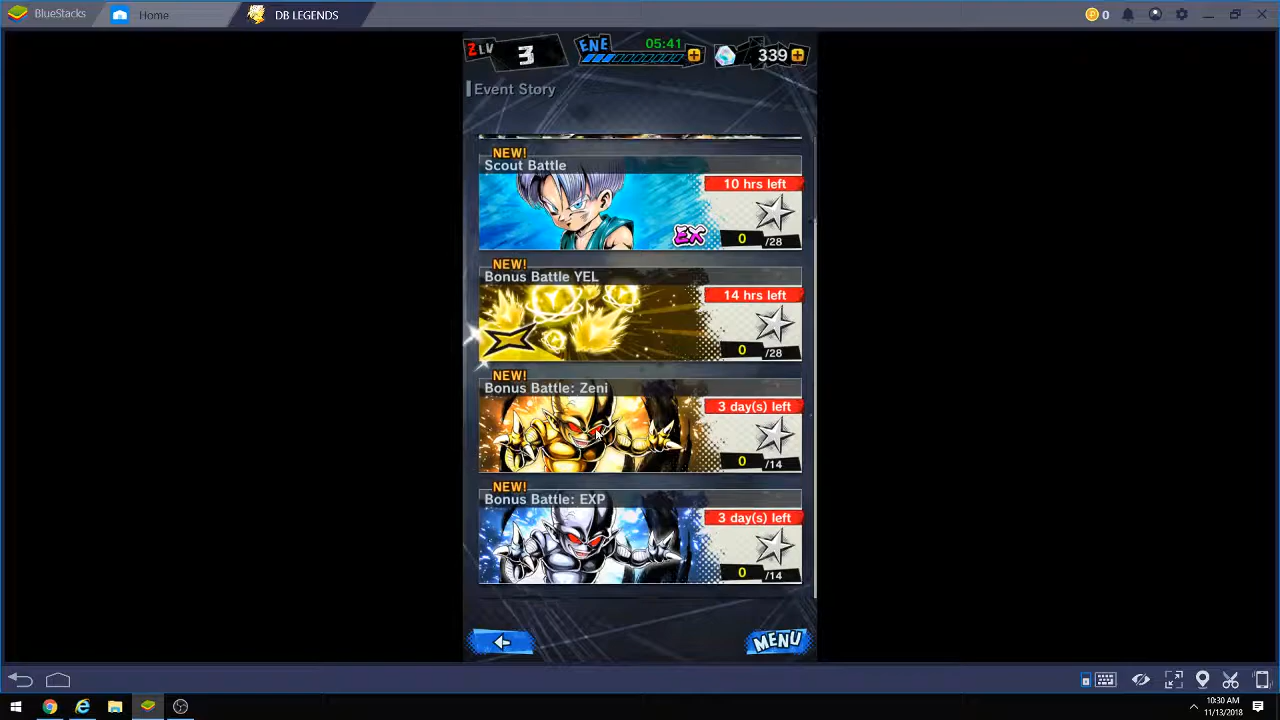 BlueStacks Home DB LEGENDS 0
Z LV 3 ENE 05:41 339
Event Story
NEW!
Scout Battle
10 hrs left
EX 0 /28
NEW!
Bonus Battle YEL
14 hrs left
0 /28
NEW!
Bonus Battle: Zeni
3 day(s) left
0 /14
NEW!
Bonus Battle: EXP
3 day(s) left
0 /14
MENU
10:30 AM
11/13/2018